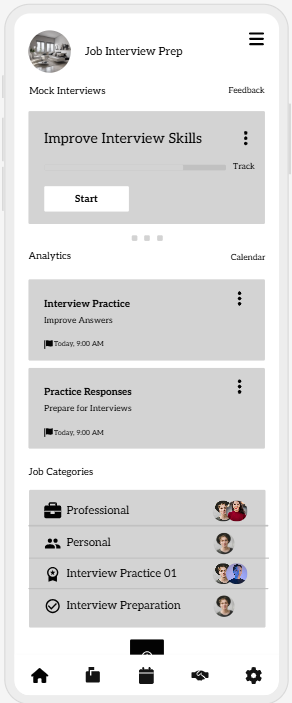 Job Interview Prep
Mock Interviews
Feedback
Improve Interview Skills
Track
Start
Analytics
Calendar
Interview Practice
Improve Answers
Today, 9:00 AM
Practice Responses
Prepare for Interviews
Today, 9:00 AM
Job Categories
Professional
Personal
Interview Practice 01
Interview Preparation